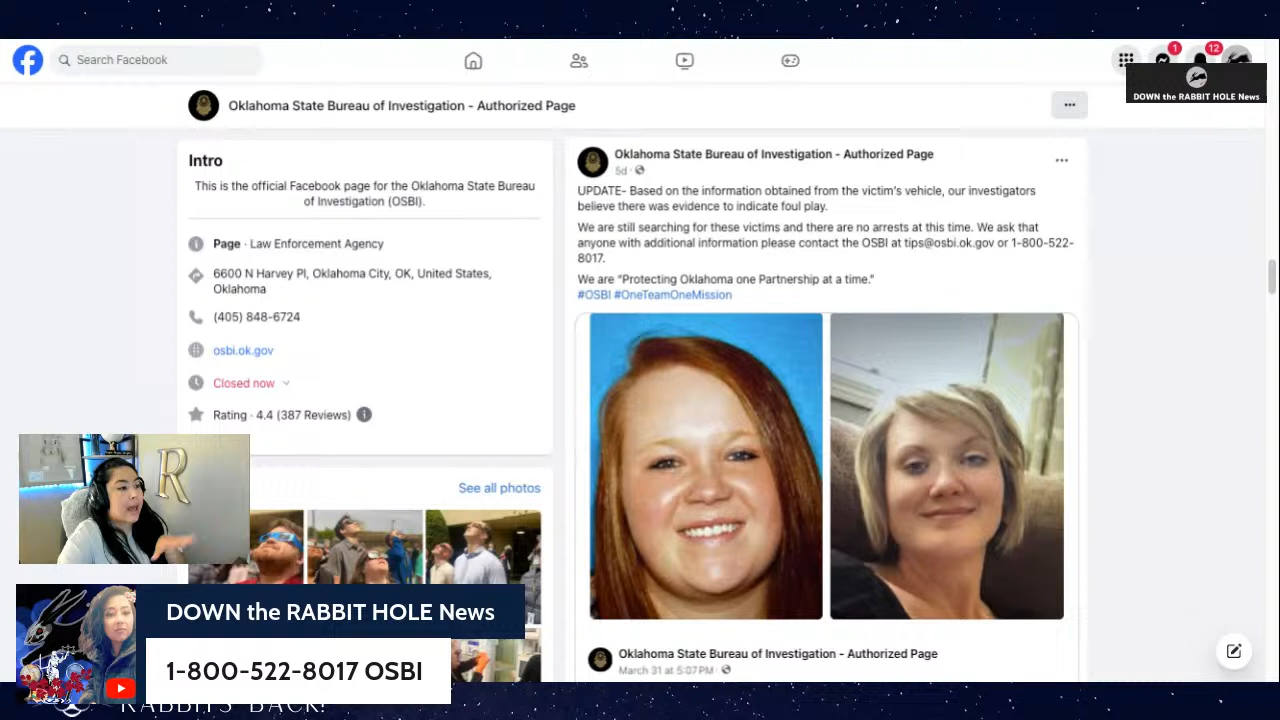 Search Facebook
1
12
DOWN the RABBIT HOLE News
Oklahoma State Bureau of Investigation - Authorized Page
Intro
This is the official Facebook page for the Oklahoma State Bureau
of Investigation (OSBI).
Page · Law Enforcement Agency
6600 N Harvey Pl, Oklahoma City, OK, United States,
Oklahoma
(405) 848-6724
osbi.ok.gov
Closed now
Rating · 4.4 (387 Reviews)
See all photos
Oklahoma State Bureau of Investigation - Authorized Page
5d ·
UPDATE- Based on the information obtained from the victim's vehicle, our investigators
believe there was evidence to indicate foul play.
We are still searching for these victims and there are no arrests at this time. We ask that
anyone with additional information please contact the OSBI at tips@osbi.ok.gov or 1-800-522-
8017.
We are "Protecting Oklahoma one Partnership at a time."
#OSBI #OneTeamOneMission
Oklahoma State Bureau of Investigation - Authorized Page
March 31 at 5:07 PM ·
R
DOWN the RABBIT HOLE News
1-800-522-8017 OSBI
RABBITS BACK!